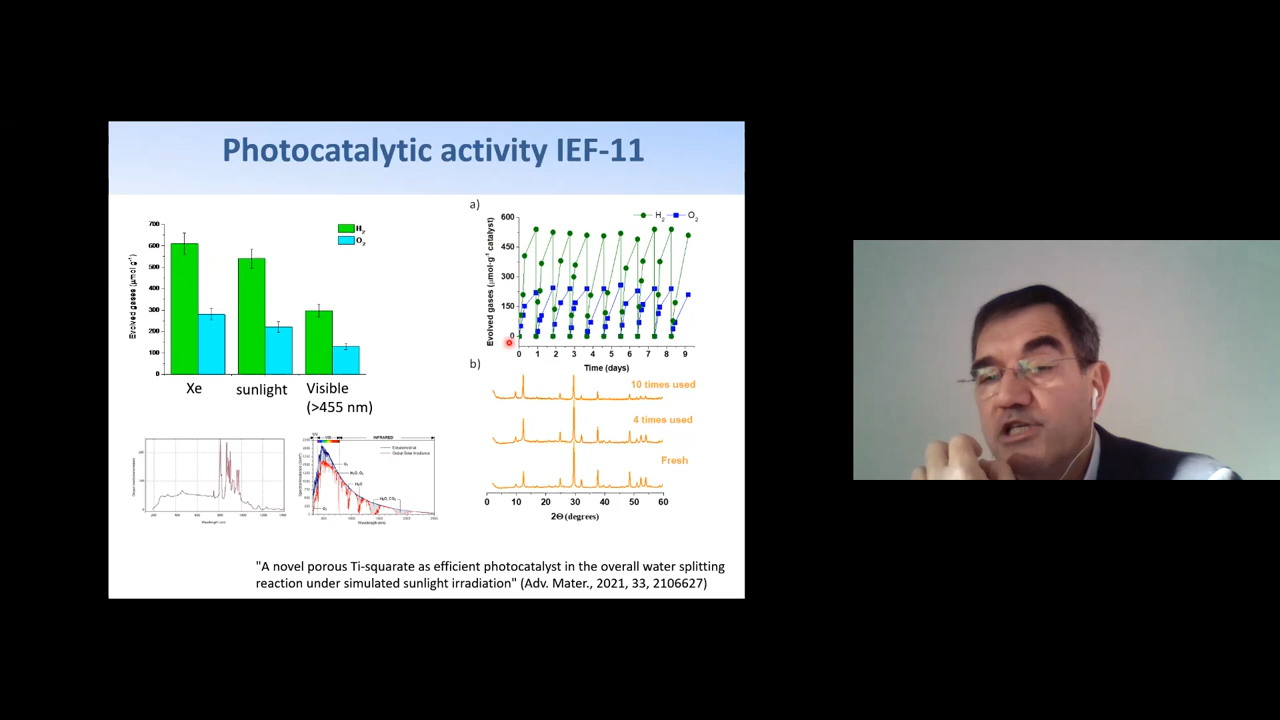 Photocatalytic activity IEF-11
700
600
500
400
300
200
100
0
Evolved gases (µmol g⁻¹)
H₂
O₂
Xe
sunlight
Visible
(>455 nm)
a)
600
450
300
150
0
Evolved gases (µmol·g⁻¹ catalyst)
H₂ O₂
0 1 2 3 4 5 6 7 8 9
Time (days)
b)
10 times used
4 times used
Fresh
0 10 20 30 40 50 60
2Θ (degrees)
INFRARED
"A novel porous Ti-squarate as efficient photocatalyst in the overall water splitting
reaction under simulated sunlight irradiation" (Adv. Mater., 2021, 33, 2106627)